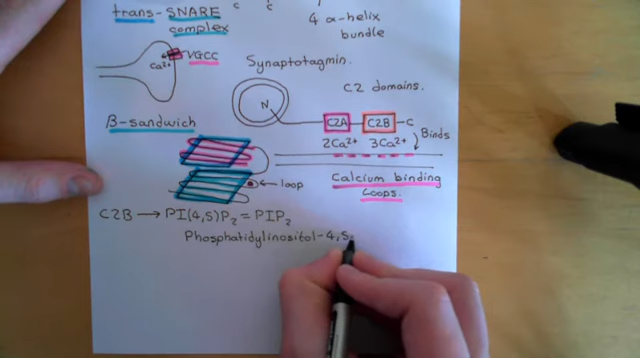 trans-SNARE
complex
c c
4 α-helix
bundle
VGCC
Ca²⁺
Synaptotagmin.
C2 domains.
N
C2A C2B -C
2Ca²⁺ 3Ca²⁺
Binds
β-sandwich
loop
Calcium binding
Loops.
C2B → PI(4,5)P₂ = PIP₂
Phosphatidylinositol-4,5